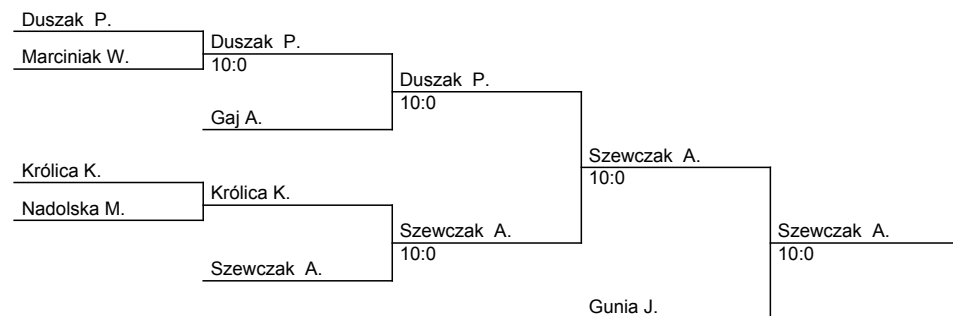 Duszak  P.
Marciniak W.
Duszak  P.
10:0
Gaj A.
Duszak  P.
10:0
Królica K.
Nadolska M.
Królica K.
Szewczak  A.
Szewczak  A.
10:0
Szewczak  A.
10:0
Gunia J.
Szewczak  A.
10:0